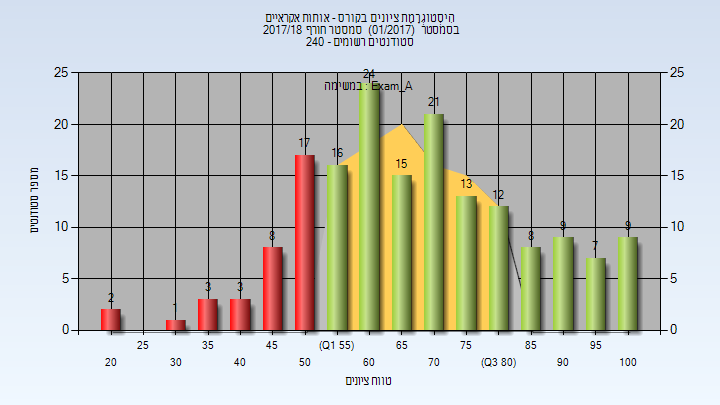 היסטוגרמת ציונים בקורס - אותות אקראיים
בסמסטר (01/2017) סמסטר חורף 2017/18
סטודנטים רשומים - 240
במשימה : Exam_A
מספר סטודנטים
25 20 15 10 5 0
25 20 15 10 5 0
2 1 3 3 8 17 16 24 15 21 13 12 8 9 7 9
25 35 45 (Q1 55) 65 75 85 95
20 30 40 50 60 70 (Q3 80) 90 100
טווח ציונים